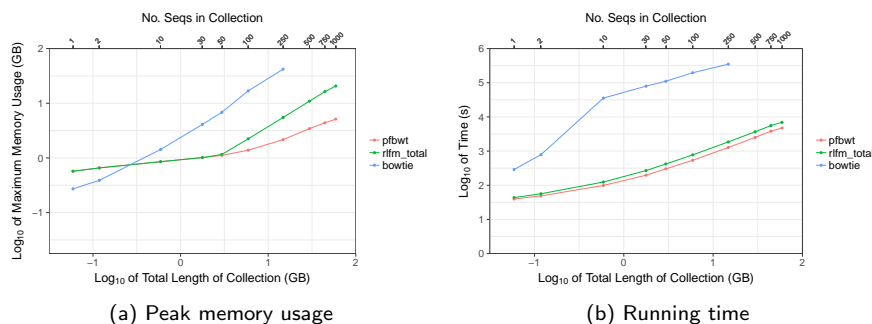 No. Seqs in Collection
1 2 10 30 50 100 250 500 750 1000
Log10 of Maximum Memory Usage (GB)
2
1
0
−1
−1 0 1 2
Log10 of Total Length of Collection (GB)
pfbwt
rlfm_total
bowtie
(a) Peak memory usage
No. Seqs in Collection
1 2 10 30 50 100 250 500 750 1000
Log10 of Time (s)
6
5
4
3
2
1
0
−1 0 1 2
Log10 of Total Length of Collection (GB)
pfbwt
rlfm_total
bowtie
(b) Running time